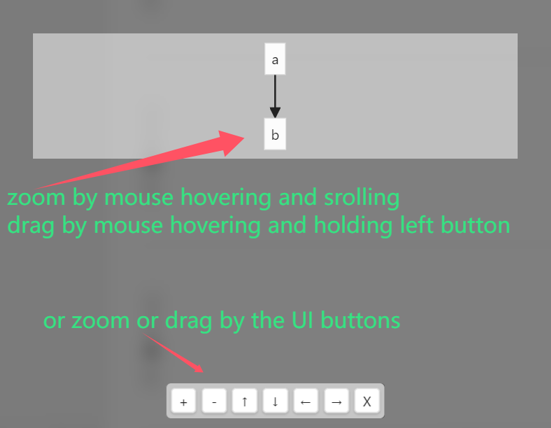 a
b
zoom by mouse hovering and srolling
drag by mouse hovering and holding left button
or zoom or drag by the UI buttons
+ - ↑ ↓ ← → X